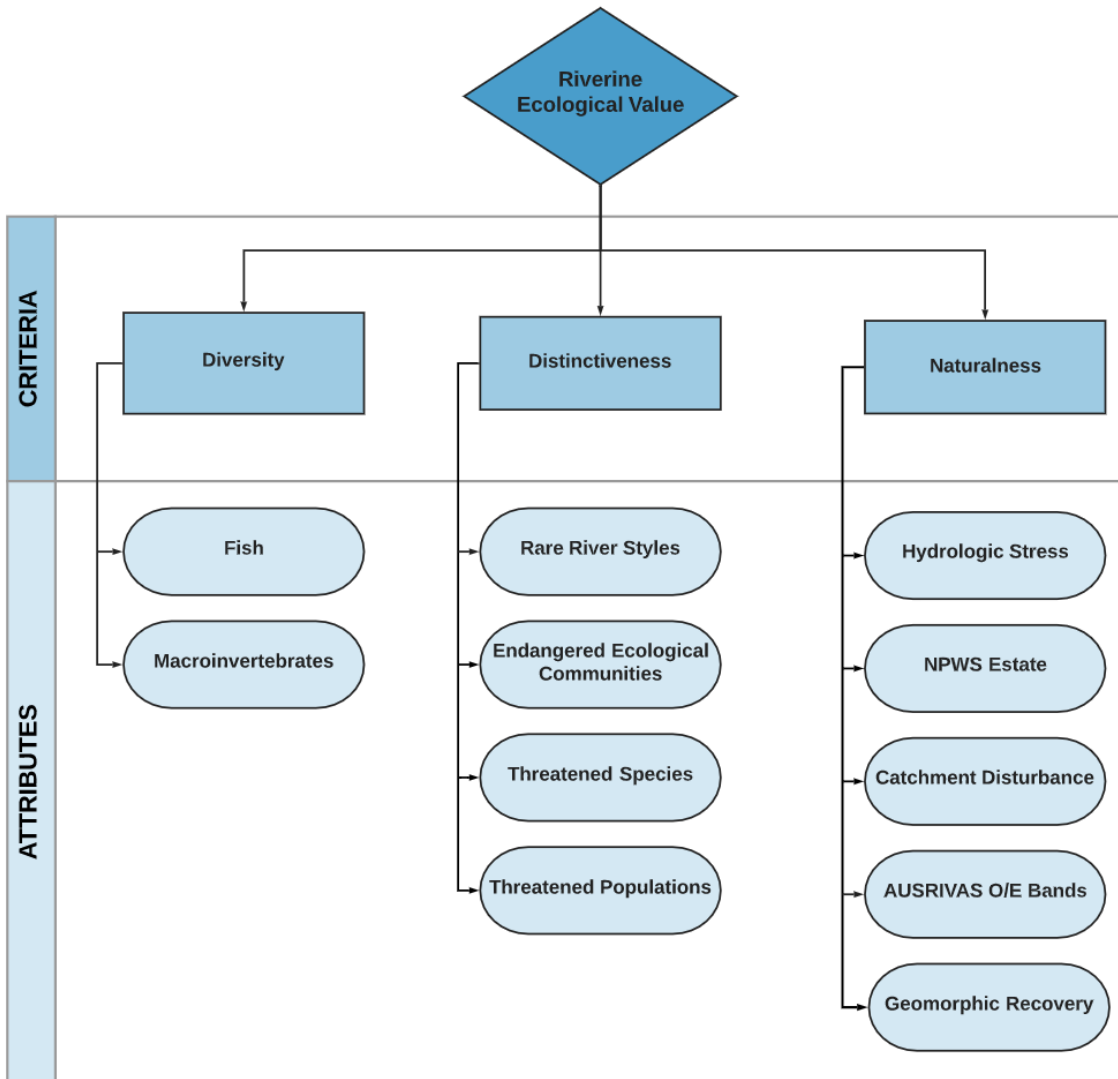 Riverine
Ecological Value
CRITERIA
Diversity
Distinctiveness
Naturalness
ATTRIBUTES
Fish
Macroinvertebrates
Rare River Styles
Endangered Ecological
Communities
Threatened Species
Threatened Populations
Hydrologic Stress
NPWS Estate
Catchment Disturbance
AUSRIVAS O/E Bands
Geomorphic Recovery